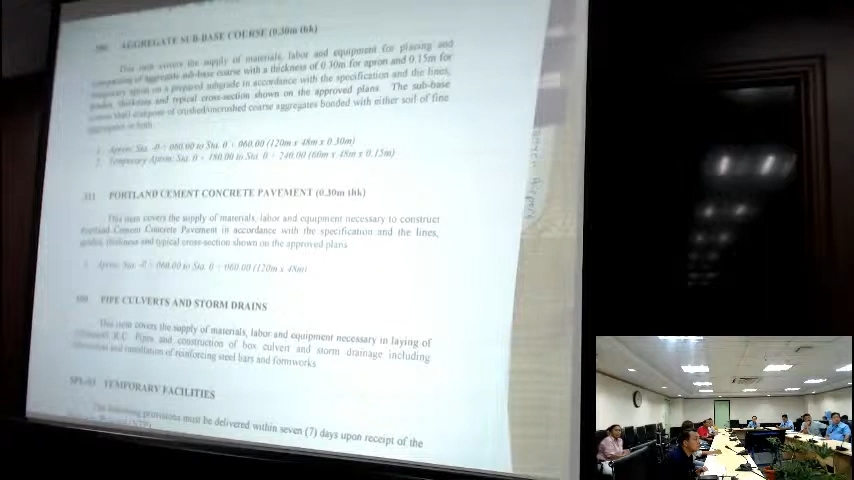 AGGREGATE SUB-BASE COURSE (0.30m thk)
This item covers the supply of materials, labor and equipment for placing and
compacting of aggregate sub-base coarse with a thickness of 0.30m for apron and 0.15m for
temporary apron on a prepared subgrade in accordance with the specification and the lines,
grades, thickness and typical cross-section shown on the approved plans. The sub-base
course shall compose of crushed/uncrushed coarse aggregates bonded with either soil of fine
aggregates or both
1. Apron: Sta. -0 + 060.00 to Sta. 0 + 060.00 (120m x 48m x 0.30m)
2. Temporary Apron: Sta. 0 + 180.00 to Sta. 0 + 240.00 (60m x 48m x 0.15m)
311 PORTLAND CEMENT CONCRETE PAVEMENT (0.30m thk)
This item covers the supply of materials, labor and equipment necessary to construct
Portland Cement Concrete Pavement in accordance with the specification and the lines,
grades, thickness and typical cross-section shown on the approved plans
Apron: Sta. -0 + 060.00 to Sta. 0 + 060.00 (120m x 48m)
PIPE CULVERTS AND STORM DRAINS
This item covers the supply of materials, labor and equipment necessary in laying of
R.C. Pipes and construction of box culvert and storm drainage including
and installation of reinforcing steel bars and formworks
SPL-03 TEMPORARY FACILITIES
The following provisions must be delivered within seven (7) days upon receipt of the